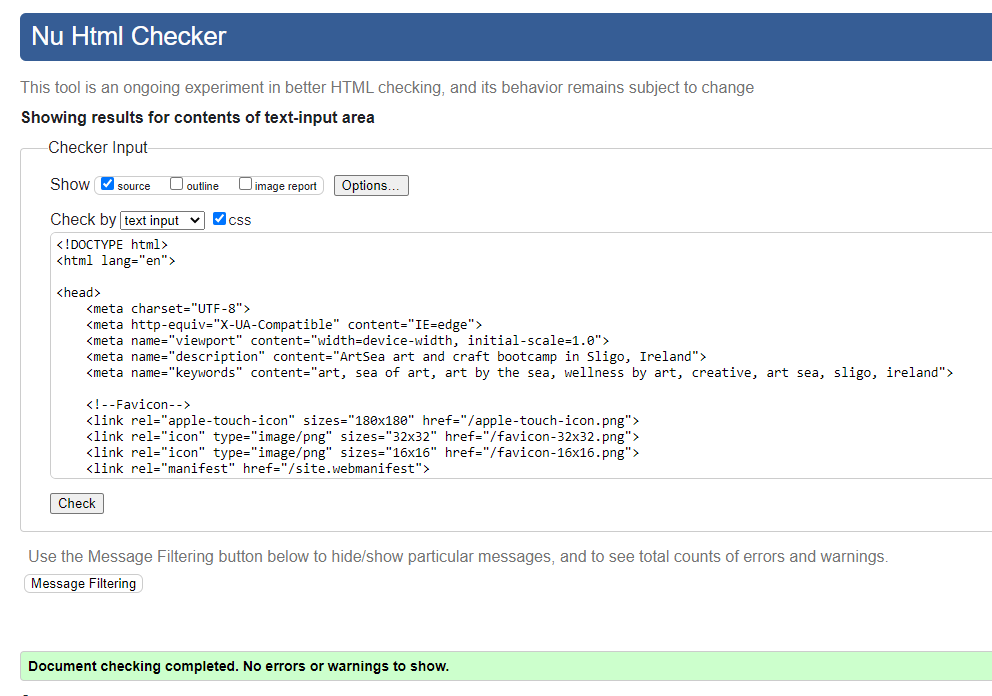 Nu Html Checker
This tool is an ongoing experiment in better HTML checking, and its behavior remains subject to change
Showing results for contents of text-input area
Checker Input
Show source outline image report Options...
Check by text input css
<!DOCTYPE html>
<html lang="en">
<head>
<meta charset="UTF-8">
<meta http-equiv="X-UA-Compatible" content="IE=edge">
<meta name="viewport" content="width=device-width, initial-scale=1.0">
<meta name="description" content="ArtSea art and craft bootcamp in Sligo, Ireland">
<meta name="keywords" content="art, sea of art, art by the sea, wellness by art, creative, art sea, sligo, ireland">
<!--Favicon-->
<link rel="apple-touch-icon" sizes="180x180" href="/apple-touch-icon.png">
<link rel="icon" type="image/png" sizes="32x32" href="/favicon-32x32.png">
<link rel="icon" type="image/png" sizes="16x16" href="/favicon-16x16.png">
<link rel="manifest" href="/site.webmanifest">
Check
Use the Message Filtering button below to hide/show particular messages, and to see total counts of errors and warnings.
Message Filtering
Document checking completed. No errors or warnings to show.